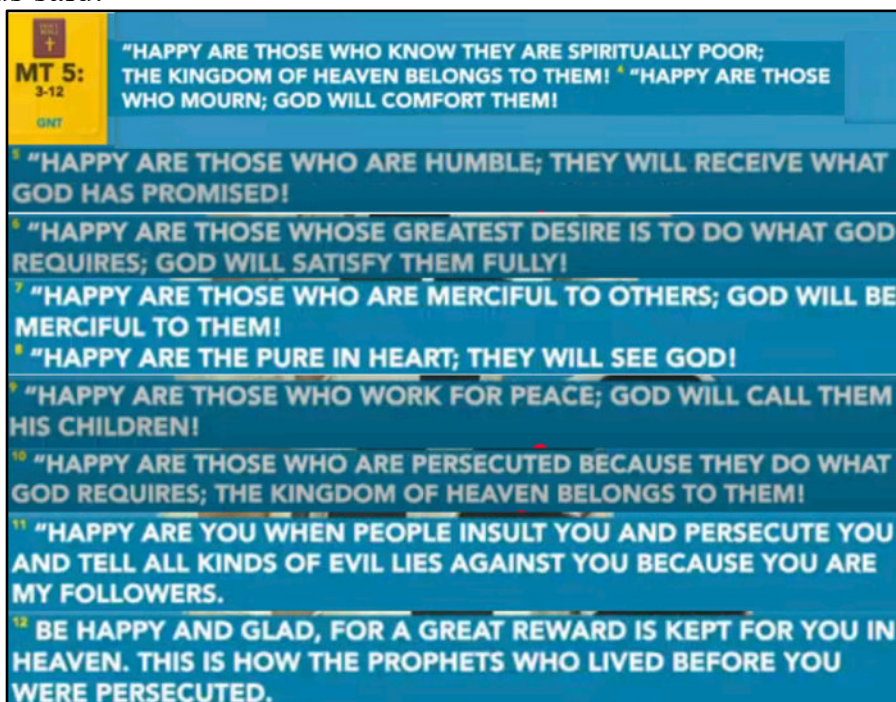 HOLY
BIBLE
MT 5:
3-12
GNT
“HAPPY ARE THOSE WHO KNOW THEY ARE SPIRITUALLY POOR;
THE KINGDOM OF HEAVEN BELONGS TO THEM! 4 “HAPPY ARE THOSE
WHO MOURN; GOD WILL COMFORT THEM!
5 “HAPPY ARE THOSE WHO ARE HUMBLE; THEY WILL RECEIVE WHAT
GOD HAS PROMISED!
6 “HAPPY ARE THOSE WHOSE GREATEST DESIRE IS TO DO WHAT GOD
REQUIRES; GOD WILL SATISFY THEM FULLY!
7 “HAPPY ARE THOSE WHO ARE MERCIFUL TO OTHERS; GOD WILL BE
MERCIFUL TO THEM!
8 “HAPPY ARE THE PURE IN HEART; THEY WILL SEE GOD!
9 “HAPPY ARE THOSE WHO WORK FOR PEACE; GOD WILL CALL THEM
HIS CHILDREN!
10 “HAPPY ARE THOSE WHO ARE PERSECUTED BECAUSE THEY DO WHAT
GOD REQUIRES; THE KINGDOM OF HEAVEN BELONGS TO THEM!
11 “HAPPY ARE YOU WHEN PEOPLE INSULT YOU AND PERSECUTE YOU
AND TELL ALL KINDS OF EVIL LIES AGAINST YOU BECAUSE YOU ARE
MY FOLLOWERS.
12 BE HAPPY AND GLAD, FOR A GREAT REWARD IS KEPT FOR YOU IN
HEAVEN. THIS IS HOW THE PROPHETS WHO LIVED BEFORE YOU
WERE PERSECUTED.